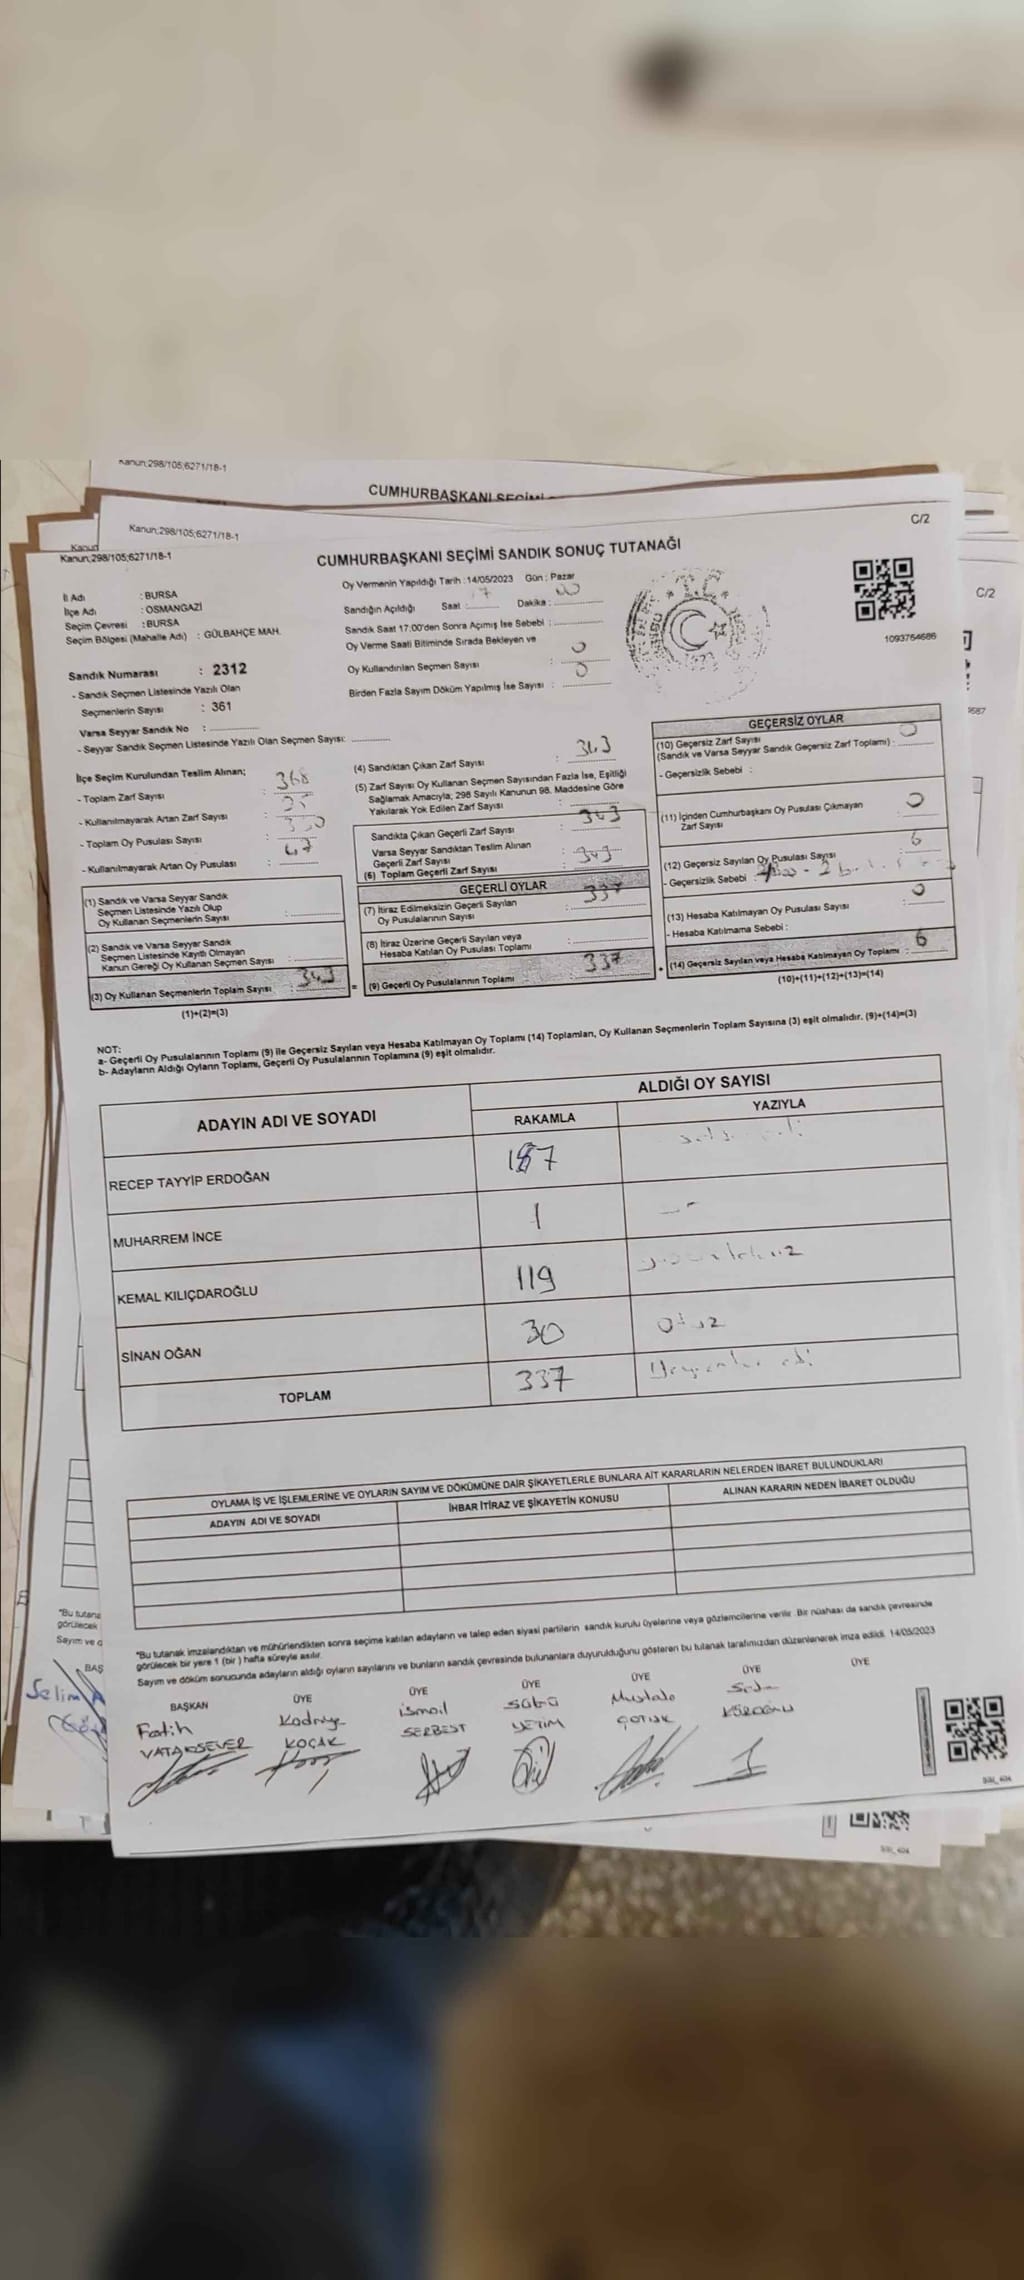 Kanun;298/105;6271/18-1
CUMHURBAŞKANI SEÇİMİ
Kanun;298/105;6271/18-1
Kanun
Kanun;298/105;6271/18-1
C/2
CUMHURBAŞKANI SEÇİMİ SANDIK SONUÇ TUTANAĞI
C/2
İl Adı : BURSA
İlçe Adı : OSMANGAZİ
Seçim Çevresi : BURSA
Seçim Bölgesi (Mahalle Adı) : GÜLBAHÇE MAH.
Oy Vermenin Yapıldığı Tarih : 14/05/2023 Gün : Pazar
Sandığın Açıldığı Saat : 17 Dakika : 00
Sandık Saat 17:00'den Sonra Açımış İse Sebebi :
Oy Verme Saati Bitiminde Sırada Bekleyen ve
Oy Kullandırılan Seçmen Sayısı : 0
Birden Fazla Sayım Döküm Yapılmış İse Sayısı : 0
T.C.
1093764686
Sandık Numarası : 2312
- Sandık Seçmen Listesinde Yazılı Olan
Seçmenlerin Sayısı : 361
Varsa Seyyar Sandık No :
- Seyyar Sandık Seçmen Listesinde Yazılı Olan Seçmen Sayısı:
İlçe Seçim Kurulundan Teslim Alınan;
- Toplam Zarf Sayısı : 368
- Kullanılmayarak Artan Zarf Sayısı :
- Toplam Oy Pusulası Sayısı :
- Kullanılmayarak Artan Oy Pusulası : 67
(1) Sandık ve Varsa Seyyar Sandık
Seçmen Listesinde Yazılı Olup
Oy Kullanan Seçmenlerin Sayısı :
(2) Sandık ve Varsa Seyyar Sandık
Seçmen Listesinde Kayıtlı Olmayan
Kanun Gereği Oy Kullanan Seçmen Sayısı :
(3) Oy Kullanan Seçmenlerin Toplam Sayısı : 343
(1)+(2)=(3)
=
(4) Sandıktan Çıkan Zarf Sayısı : 343
(5) Zarf Sayısı Oy Kullanan Seçmen Sayısından Fazla İse, Eşitliği
Sağlamak Amacıyla; 298 Sayılı Kanunun 98. Maddesine Göre
Yakılarak Yok Edilen Zarf Sayısı :
Sandıkta Çıkan Geçerli Zarf Sayısı : 343
Varsa Seyyar Sandıktan Teslim Alınan
Geçerli Zarf Sayısı :
(6) Toplam Geçerli Zarf Sayısı : 343
GEÇERLİ OYLAR
(7) İtiraz Edilmeksizin Geçerli Sayılan
Oy Pusulalarının Sayısı : 337
(8) İtiraz Üzerine Geçerli Sayılan veya
Hesaba Katılan Oy Pusulası Toplamı :
(9) Geçerli Oy Pusulalarının Toplamı : 337
+
GEÇERSİZ OYLAR
(10) Geçersiz Zarf Sayısı
(Sandık ve Varsa Seyyar Sandık Geçersiz Zarf Toplamı) : 0
- Geçersizlik Sebebi :
(11) İçinden Cumhurbaşkanı Oy Pusulası Çıkmayan
Zarf Sayısı : 0
(12) Geçersiz Sayılan Oy Pusulası Sayısı : 6
- Geçersizlik Sebebi :
(13) Hesaba Katılmayan Oy Pusulası Sayısı : 0
- Hesaba Katılmama Sebebi :
(14) Geçersiz Sayılan veya Hesaba Katılmayan Oy Toplamı : 6
(10)+(11)+(12)+(13)=(14)
NOT:
a- Geçerli Oy Pusulalarının Toplamı (9) ile Geçersiz Sayılan veya Hesaba Katılmayan Oy Toplamı (14) Toplamları, Oy Kullanan Seçmenlerin Toplam Sayısına (3) eşit olmalıdır. (9)+(14)=(3)
b- Adayların Aldığı Oyların Toplamı, Geçerli Oy Pusulalarının Toplamına (9) eşit olmalıdır.
ADAYIN ADI VE SOYADI
ALDIĞI OY SAYISI
RAKAMLA
YAZIYLA
RECEP TAYYİP ERDOĞAN 187
MUHARREM İNCE 1
KEMAL KILIÇDAROĞLU 119
SİNAN OĞAN 30 otuz
TOPLAM 337
OYLAMA İŞ VE İŞLEMLERİNE VE OYLARIN SAYIM VE DÖKÜMÜNE DAİR ŞİKAYETLERLE BUNLARA AİT KARARLARIN NELERDEN İBARET BULUNDUKLARI
ADAYIN ADI VE SOYADI
İHBAR İTİRAZ VE ŞİKAYETİN KONUSU
ALINAN KARARIN NEDEN İBARET OLDUĞU
*Bu tutanak imzalandıktan ve mühürlendikten sonra seçime katılan adayların ve talep eden siyasi partilerin sandık kurulu üyelerine veya gözlemcilerine verilir. Bir nüshası da sandık çevresinde
görülecek bir yere 1 (bir) hafta süreyle asılır.
Sayım ve döküm sonucunda adayların aldığı oyların sayılarını ve bunların sandık çevresinde bulunanlara duyurulduğunu gösteren bu tutanak tarafımızdan düzenlenerek imza edildi. 14/05/2023
BAŞKAN ÜYE ÜYE ÜYE ÜYE ÜYE ÜYE
Fatih Kadriye ismail Mustafa
VATANSEVER KOÇAK SERBEST YETİM KÖROĞLU
*Bu tutana
görülecek
Sayım ve d
BAŞ
Selim